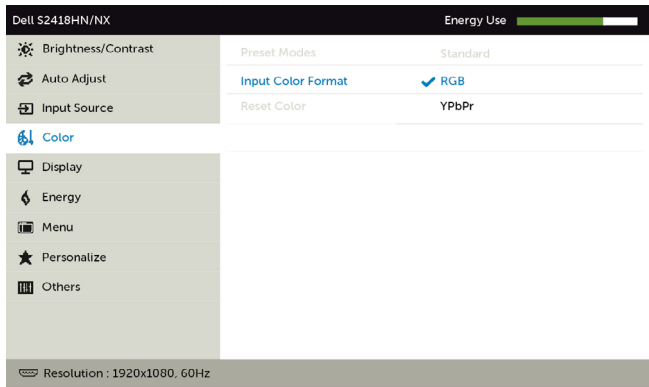 Dell S2418HN/NX
Energy Use
Brightness/Contrast
Preset Modes
Standard
Auto Adjust
Input Color Format
RGB
Input Source
Reset Color
YPbPr
Color
Display
Energy
Menu
Personalize
Others
Resolution : 1920x1080, 60Hz